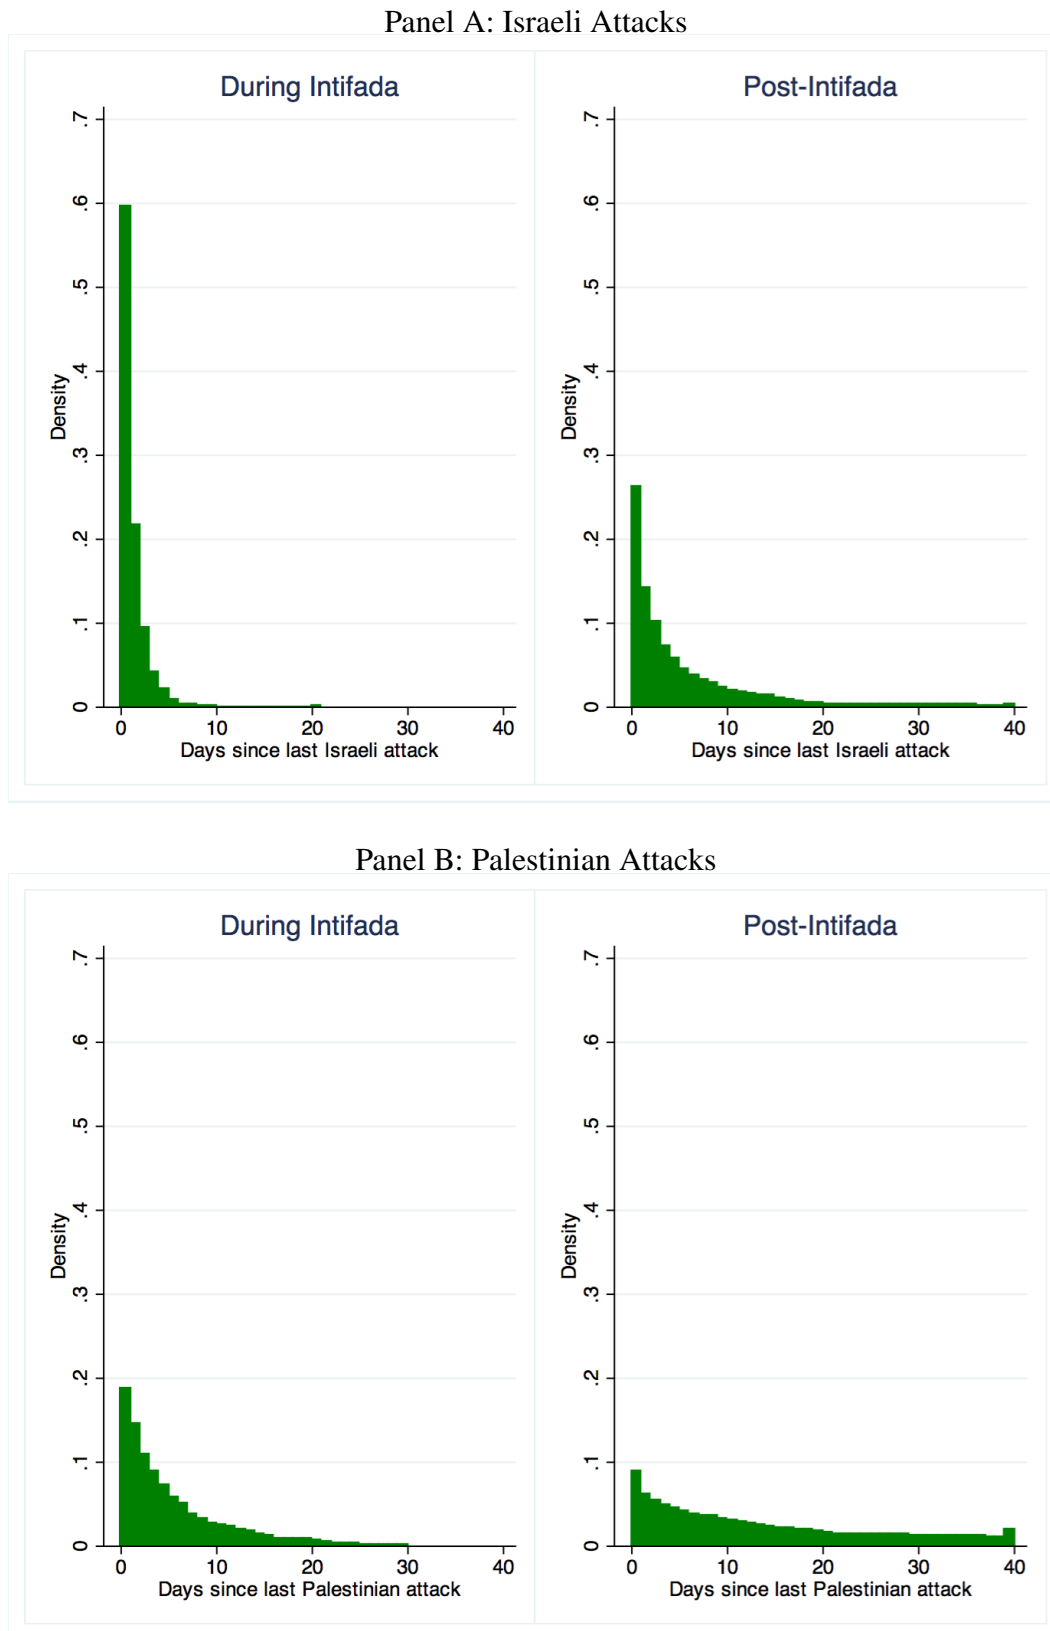 Panel A: Israeli Attacks
During Intifada
Post-Intifada
.7
.6
.5
.4
.3
.2
.1
0
Density
0 10 20 30 40
Days since last Israeli attack
.7
.6
.5
.4
.3
.2
.1
0
Density
0 10 20 30 40
Days since last Israeli attack
Panel B: Palestinian Attacks
During Intifada
Post-Intifada
.7
.6
.5
.4
.3
.2
.1
0
Density
0 10 20 30 40
Days since last Palestinian attack
.7
.6
.5
.4
.3
.2
.1
0
Density
0 10 20 30 40
Days since last Palestinian attack